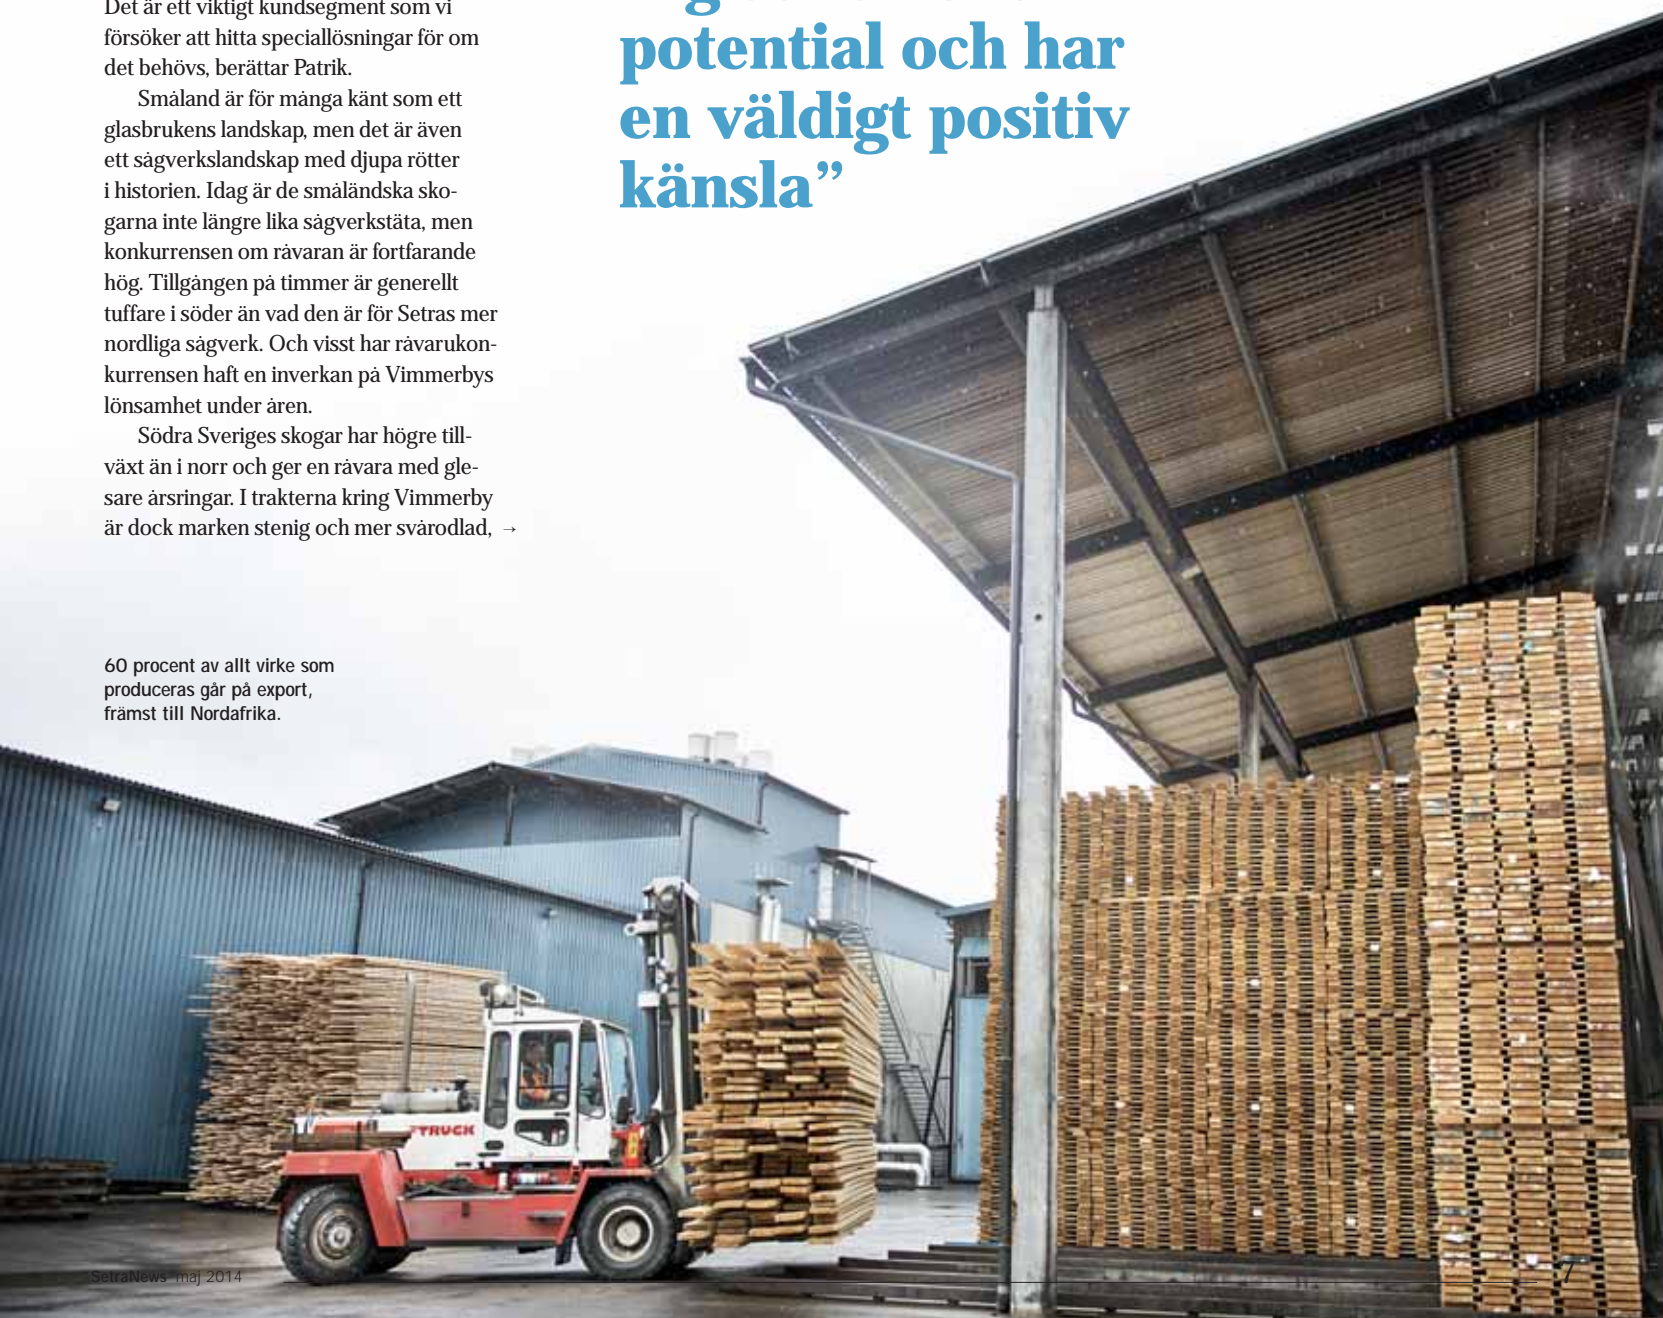 Det är ett viktigt kundsegment som vi
försöker att hitta speciallösningar för om
det behövs, berättar Patrik.
Småland är för många känt som ett
glasbrukens landskap, men det är även
ett sågverkslandskap med djupa rötter
i historien. Idag är de småländska sko-
garna inte längre lika sågverkstäta, men
konkurrensen om råvaran är fortfarande
hög. Tillgången på timmer är generellt
tuffare i söder än vad den är för Setras mer
nordliga sågverk. Och visst har råvarukon-
kurrensen haft en inverkan på Vimmerbys
lönsamhet under åren.
Södra Sveriges skogar har högre till-
växt än i norr och ger en råvara med gle-
sare årsringar. I trakterna kring Vimmerby
är dock marken stenig och mer svårodlad, →
potential och har
en väldigt positiv
känsla”
60 procent av allt virke som
produceras går på export,
främst till Nordafrika.
TRUCK
SetraNews maj 2014
7